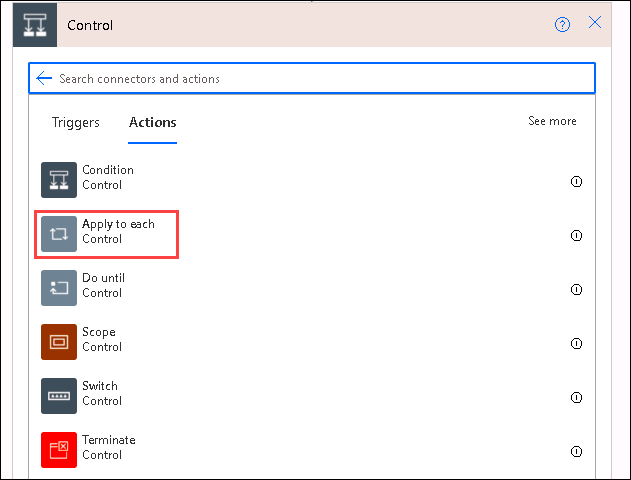 Control
Search connectors and actions
Triggers
Actions
See more
Condition
Control
Apply to each
Control
Do until
Control
Scope
Control
Switch
Control
Terminate
Control